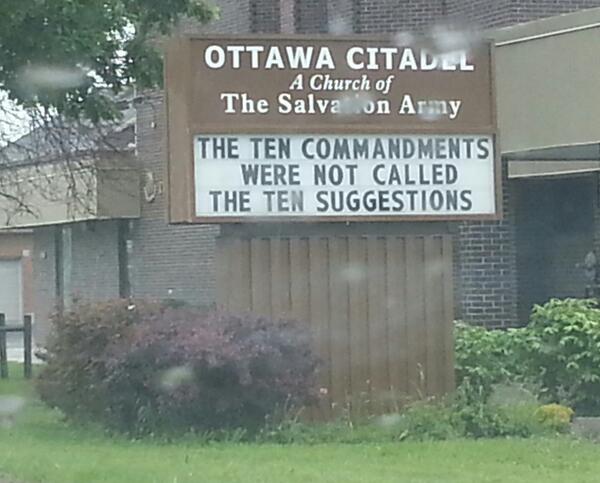 OTTAWA CITADEL
A Church of
The Salvation Army
THE TEN COMMANDMENTS
WERE NOT CALLED
THE TEN SUGGESTIONS